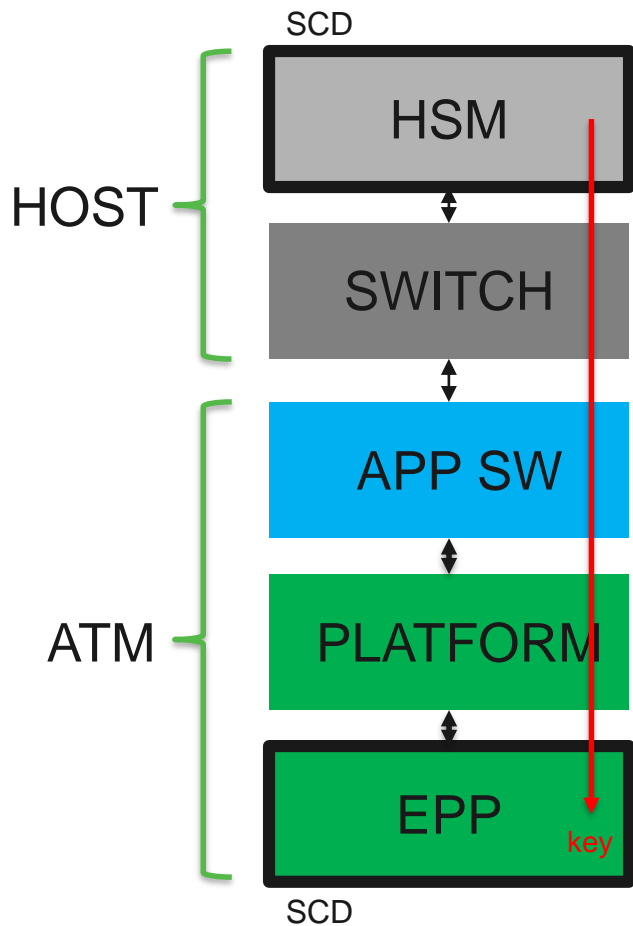 SCD
HSM
HOST
SWITCH
APP SW
PLATFORM
ATM
EPP
key
SCD